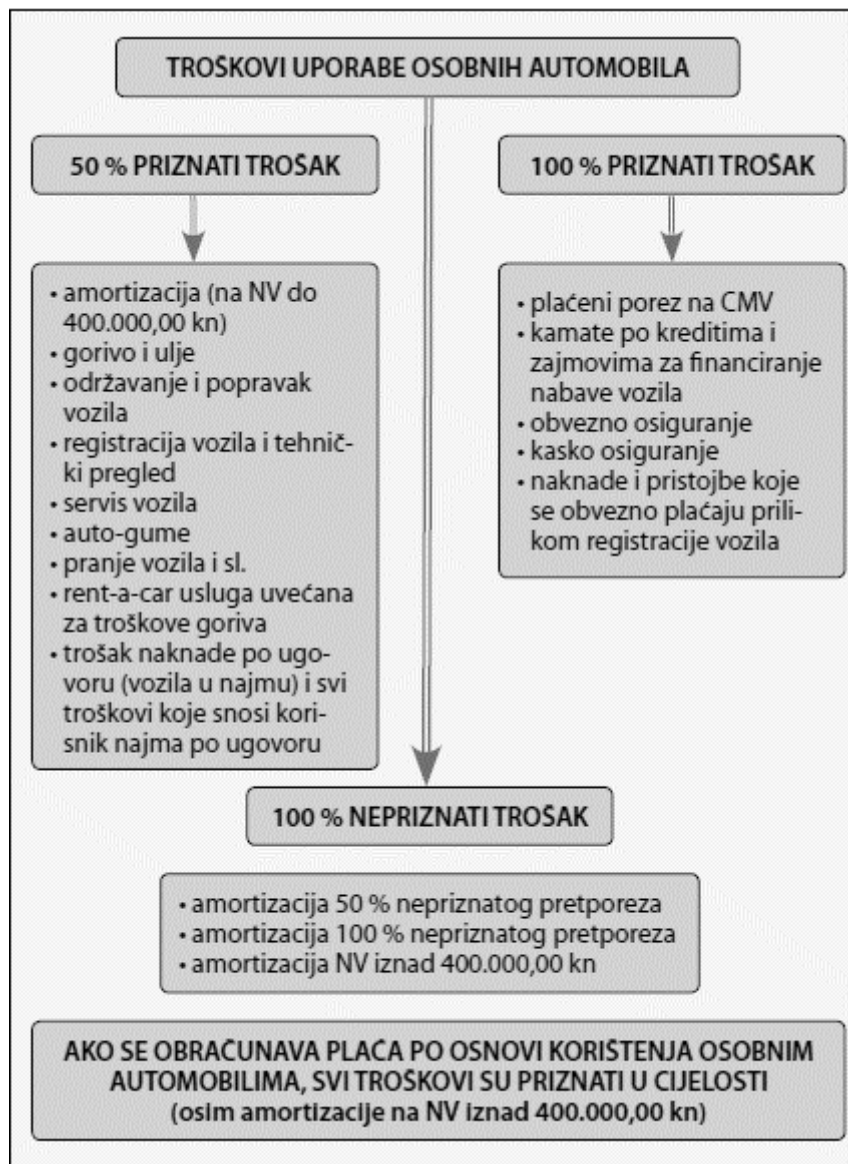 TROŠKOVI UPORABE OSOBNIH AUTOMOBILA
50 % PRIZNATI TROŠAK
• amortizacija (na NV do
400.000,00 kn)
• gorivo i ulje
• održavanje i popravak
vozila
• registracija vozila i tehnič-
ki pregled
• servis vozila
• auto-gume
• pranje vozila i sl.
• rent-a-car usluga uvećana
za troškove goriva
• trošak naknade po ugo-
voru (vozila u najmu) i svi
troškovi koje snosi kori-
snik najma po ugovoru
100 % PRIZNATI TROŠAK
• plaćeni porez na CMV
• kamate po kreditima i
zajmovima za financiranje
nabave vozila
• obvezno osiguranje
• kasko osiguranje
• naknade i pristojbe koje
se obvezno plaćaju prili-
kom registracije vozila
100 % NEPRIZNATI TROŠAK
• amortizacija 50 % nepriznatog pretporeza
• amortizacija 100 % nepriznatog pretporeza
• amortizacija NV iznad 400.000,00 kn
AKO SE OBRAČUNAVA PLAĆA PO OSNOVI KORIŠTENJA OSOBNIM
AUTOMOBILIMA, SVI TROŠKOVI SU PRIZNATI U CIJELOSTI
(osim amortizacije na NV iznad 400.000,00 kn)